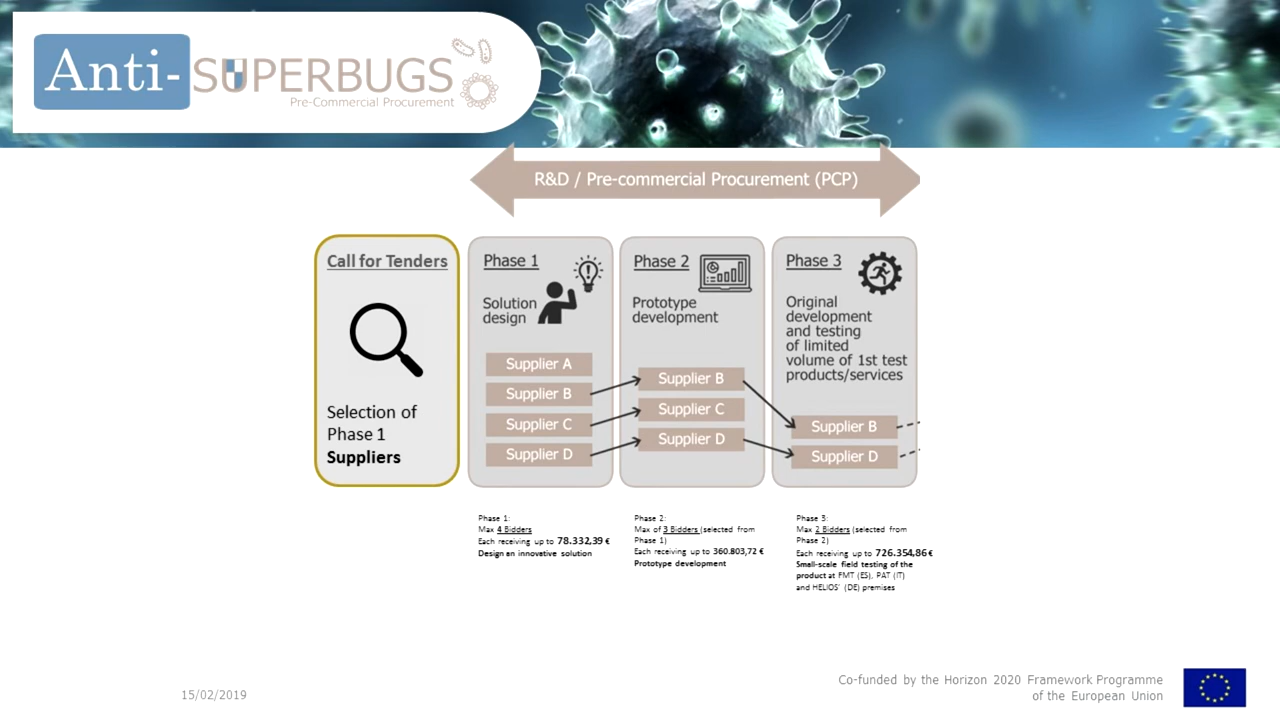 Anti-SUPERBUGS
Pre-Commercial Procurement
R&D / Pre-commercial Procurement (PCP)
Call for Tenders
Selection of
Phase 1
Suppliers
Phase 1
Solution
design
Supplier A
Supplier B
Supplier C
Supplier D
Phase 2
Prototype
development
Supplier B
Supplier C
Supplier D
Phase 3
Original
development
and testing
of limited
volume of 1st test
products/services
Supplier B
Supplier D
Phase 1:
Max 4 Bidders
Each receiving up to 78.332,39 €
Design an innovative solution
Phase 2:
Max of 3 Bidders (selected from
Phase 1)
Each receiving up to 360.803,72 €
Prototype development
Phase 3:
Max 2 Bidders (selected from
Phase 2)
Each receiving up to 726.354,86 €
Small-scale field testing of the
product at FMT (ES), PAT (IT)
and HELIOS' (DE) premises
15/02/2019
Co-funded by the Horizon 2020 Framework Programme
of the European Union